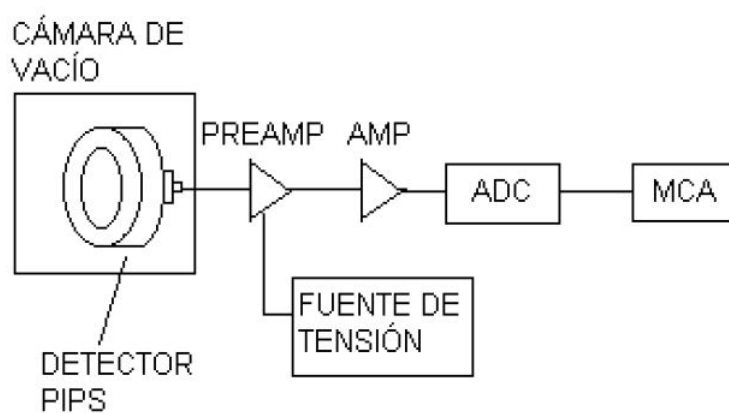 CÁMARA DE
VACÍO
PREAMP
AMP
ADC
MCA
FUENTE DE
TENSIÓN
DETECTOR
PIPS